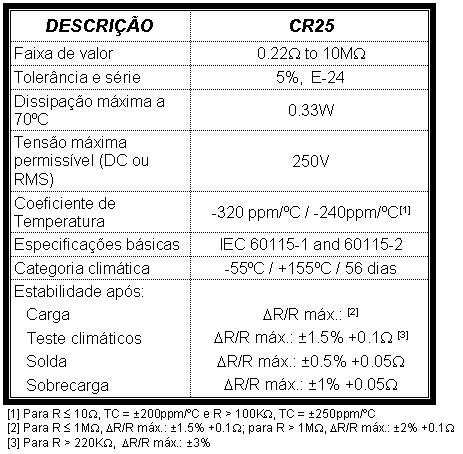 DESCRIÇÃO CR25
Faixa de valor 0.22Ω to 10MΩ
Tolerância e série 5%, E-24
Dissipação máxima a
70ºC 0.33W
Tensão máxima
permissível (DC ou
RMS) 250V
Coeficiente de
Temperatura -320 ppm/ºC / -240ppm/ºC[1]
Especificações básicas IEC 60115-1 and 60115-2
Categoria climática -55ºC / +155ºC / 56 dias
Estabilidade após:
Carga ΔR/R máx.: [2]
Teste climáticos ΔR/R máx.: ±1.5% +0.1Ω [3]
Solda ΔR/R máx.: ±0.5% +0.05Ω
Sobrecarga ΔR/R máx.: ±1% +0.05Ω
[1] Para R ≤ 10Ω, TC = ±200ppm/ºC e R > 100KΩ, TC = ±250ppm/ºC
[2] Para R ≤ 1MΩ, ΔR/R máx.: ±1.5% +0.1Ω; para R > 1MΩ, ΔR/R máx.: ±2% +0.1Ω
[3] Para R > 220KΩ, ΔR/R máx.: ±3%